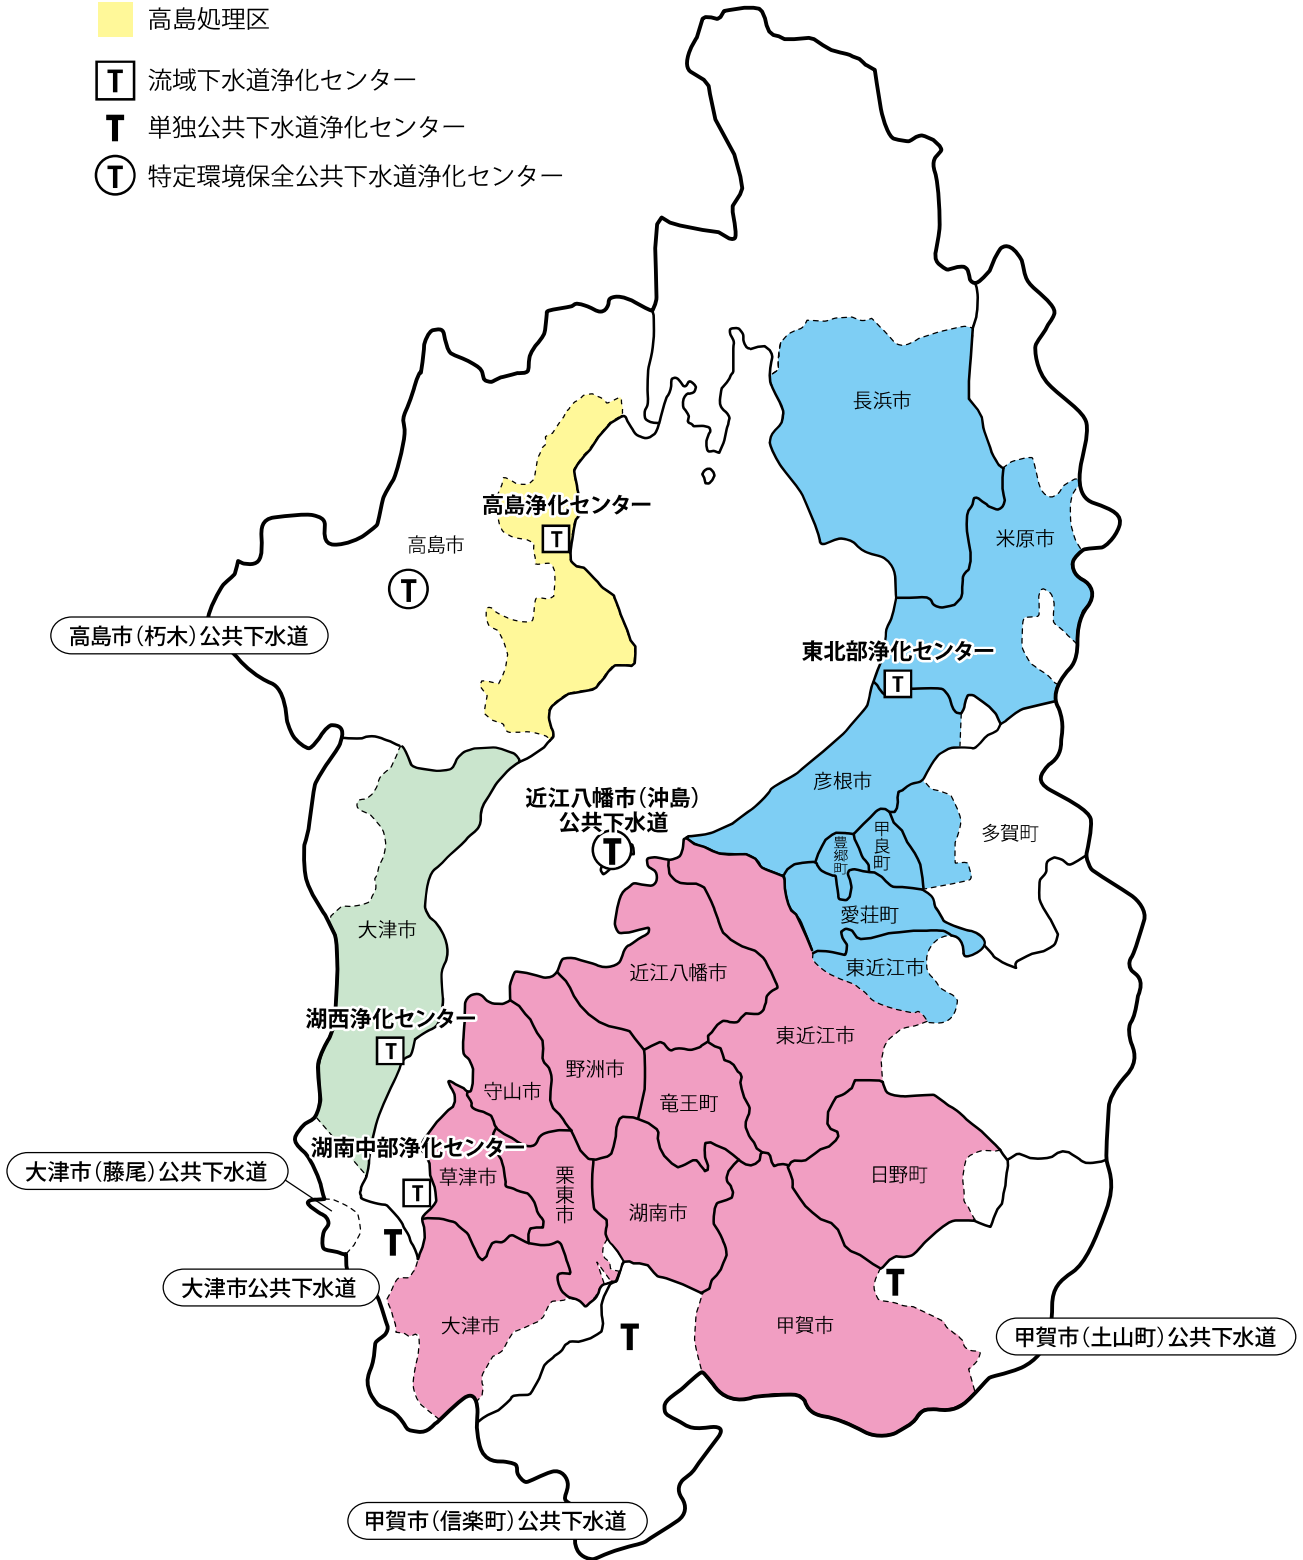 高島処理区
T 流域下水道浄化センター
T 単独公共下水道浄化センター
T 特定環境保全公共下水道浄化センター
長浜市
高島浄化センター
T
米原市
高島市
T
高島市(朽木)公共下水道
東北部浄化センター
T
彦根市
近江八幡市(沖島)
公共下水道
T
豊郷町
甲良町
多賀町
愛荘町
大津市
東近江市
近江八幡市
湖西浄化センター
T
東近江市
野洲市
守山市
竜王町
湖南中部浄化センター
T
大津市(藤尾)公共下水道
草津市
栗東市
日野町
湖南市
T
大津市公共下水道
T
大津市
甲賀市
T
甲賀市(土山町)公共下水道
甲賀市(信楽町)公共下水道